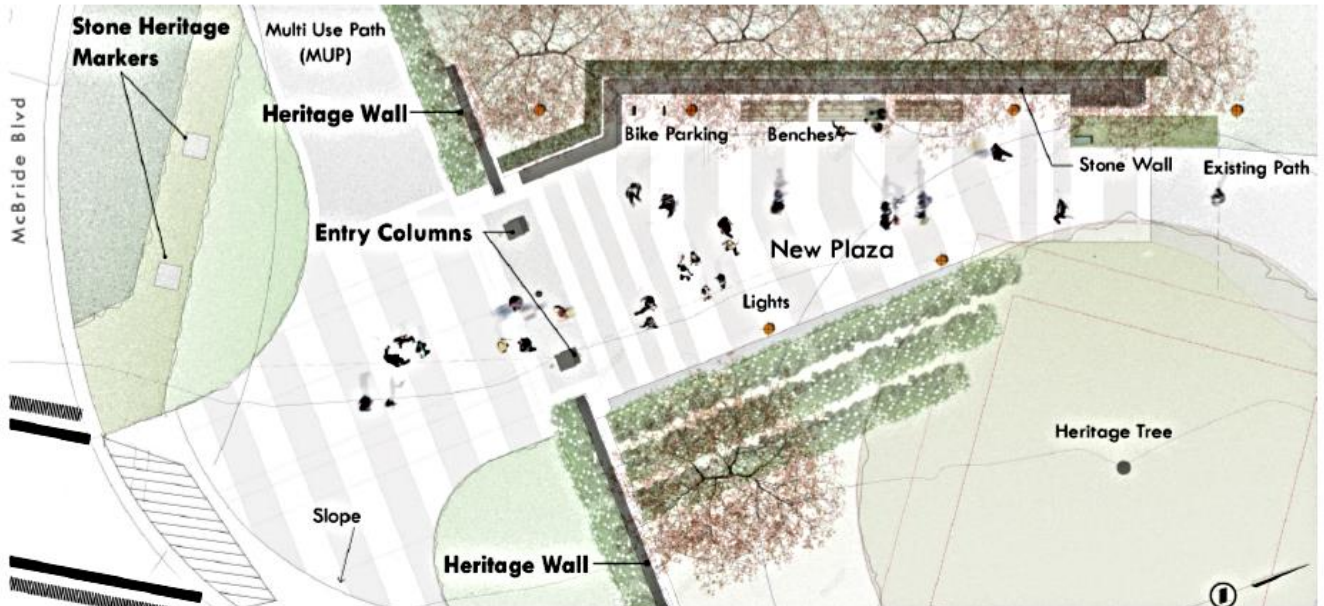 Stone Heritage
Markers
Multi Use Path
(MUP)
McBride Blvd
Heritage Wall
Bike Parking
Benches
Stone Wall
Existing Path
Entry Columns
New Plaza
Lights
Heritage Tree
Slope
Heritage Wall